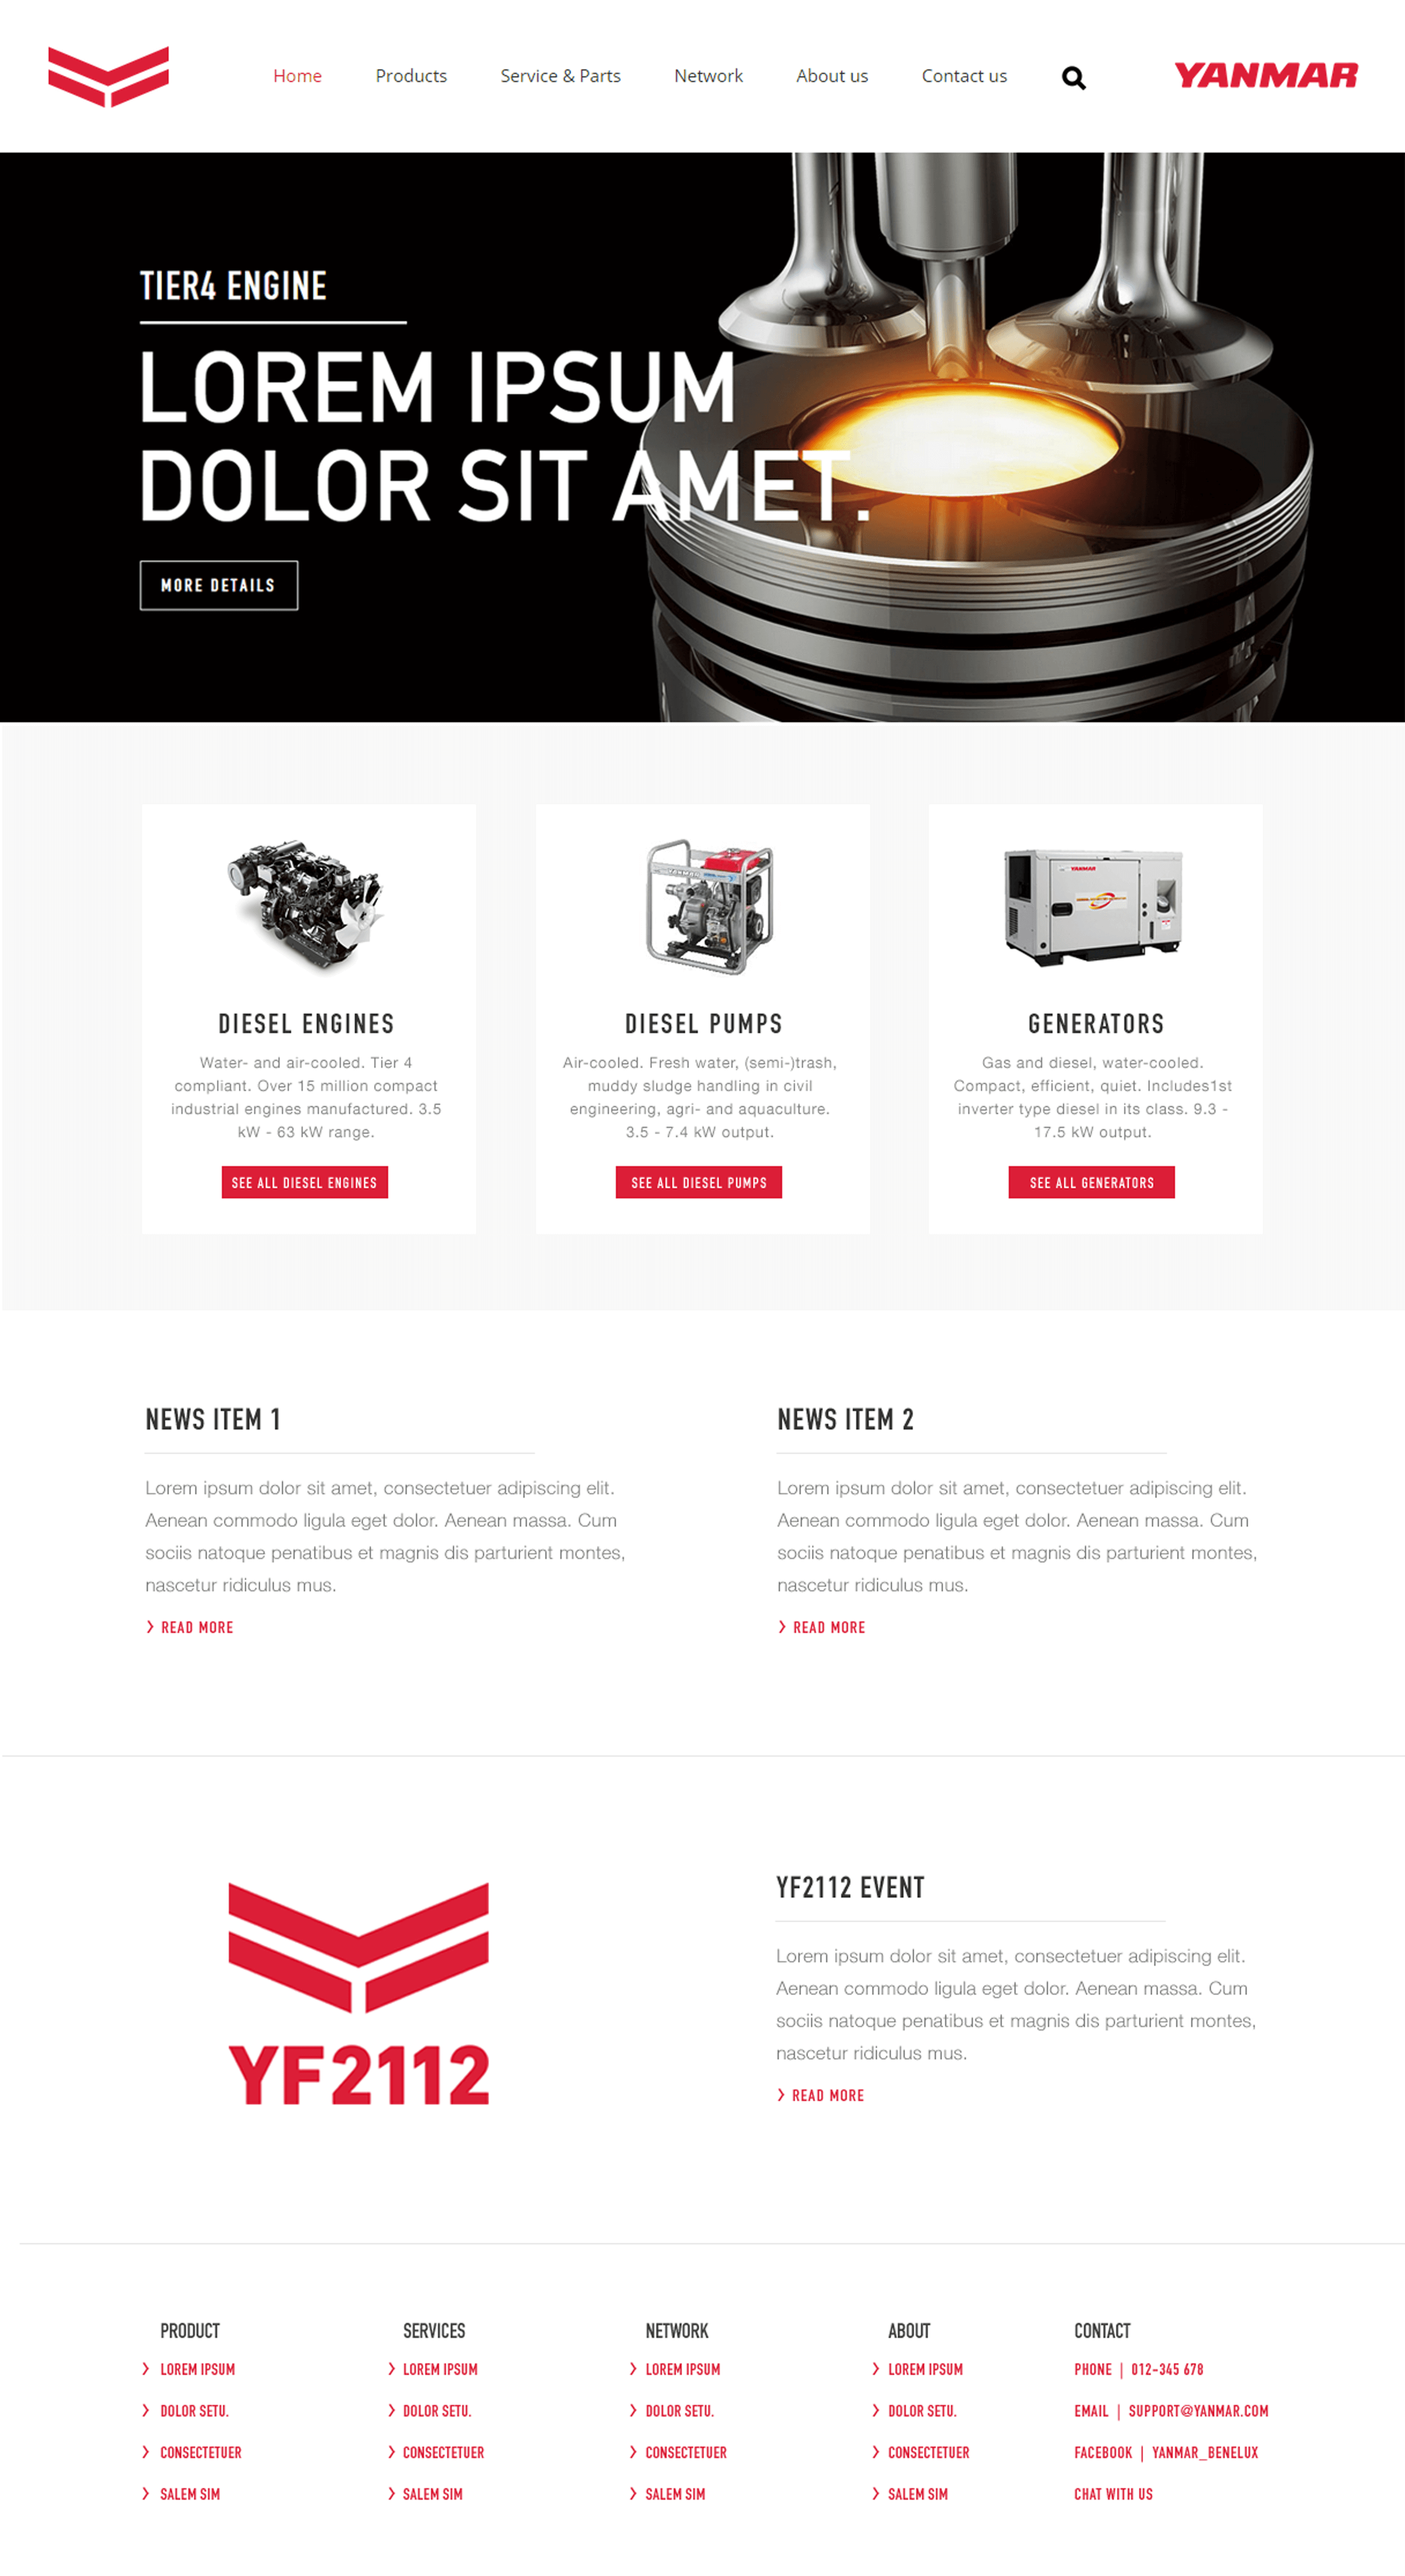 Home Products Service & Parts Network About us Contact us YANMAR
TIER4 ENGINE
LOREM IPSUM
DOLOR SIT AMET.
MORE DETAILS
YANMAR
YANMAR
DIESEL ENGINES
Water- and air-cooled. Tier 4
compliant. Over 15 million compact
industrial engines manufactured. 3.5
kW - 63 kW range.
SEE ALL DIESEL ENGINES
DIESEL PUMPS
Air-cooled. Fresh water, (semi-)trash,
muddy sludge handling in civil
engineering, agri- and aquaculture.
3.5 - 7.4 kW output.
SEE ALL DIESEL PUMPS
GENERATORS
Gas and diesel, water-cooled.
Compact, efficient, quiet. Includes1st
inverter type diesel in its class. 9.3 -
17.5 kW output.
SEE ALL GENERATORS
NEWS ITEM 1
Lorem ipsum dolor sit amet, consectetuer adipiscing elit.
Aenean commodo ligula eget dolor. Aenean massa. Cum
sociis natoque penatibus et magnis dis parturient montes,
nascetur ridiculus mus.
READ MORE
NEWS ITEM 2
Lorem ipsum dolor sit amet, consectetuer adipiscing elit.
Aenean commodo ligula eget dolor. Aenean massa. Cum
sociis natoque penatibus et magnis dis parturient montes,
nascetur ridiculus mus.
READ MORE
YF2112
YF2112 EVENT
Lorem ipsum dolor sit amet, consectetuer adipiscing elit.
Aenean commodo ligula eget dolor. Aenean massa. Cum
sociis natoque penatibus et magnis dis parturient montes,
nascetur ridiculus mus.
READ MORE
PRODUCT
LOREM IPSUM
DOLOR SETU.
CONSECTETUER
SALEM SIM
SERVICES
LOREM IPSUM
DOLOR SETU.
CONSECTETUER
SALEM SIM
NETWORK
LOREM IPSUM
DOLOR SETU.
CONSECTETUER
SALEM SIM
ABOUT
LOREM IPSUM
DOLOR SETU.
CONSECTETUER
SALEM SIM
CONTACT
PHONE | 012-345 678
EMAIL | SUPPORT@YANMAR.COM
FACEBOOK | YANMAR_BENELUX
CHAT WITH US